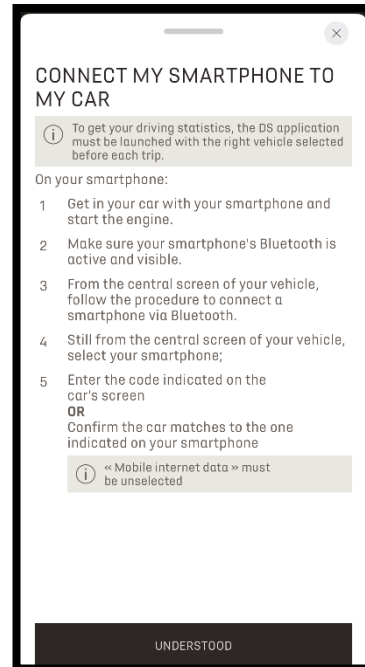 CONNECT MY SMARTPHONE TO
MY CAR
To get your driving statistics, the DS application
must be launched with the right vehicle selected
before each trip.
On your smartphone:
1 Get in your car with your smartphone and
start the engine.
2 Make sure your smartphone's Bluetooth is
active and visible.
3 From the central screen of your vehicle,
follow the procedure to connect a
smartphone via Bluetooth.
4 Still from the central screen of your vehicle,
select your smartphone;
5 Enter the code indicated on the
car's screen
OR
Confirm the car matches to the one
indicated on your smartphone
« Mobile internet data » must
be unselected
UNDERSTOOD